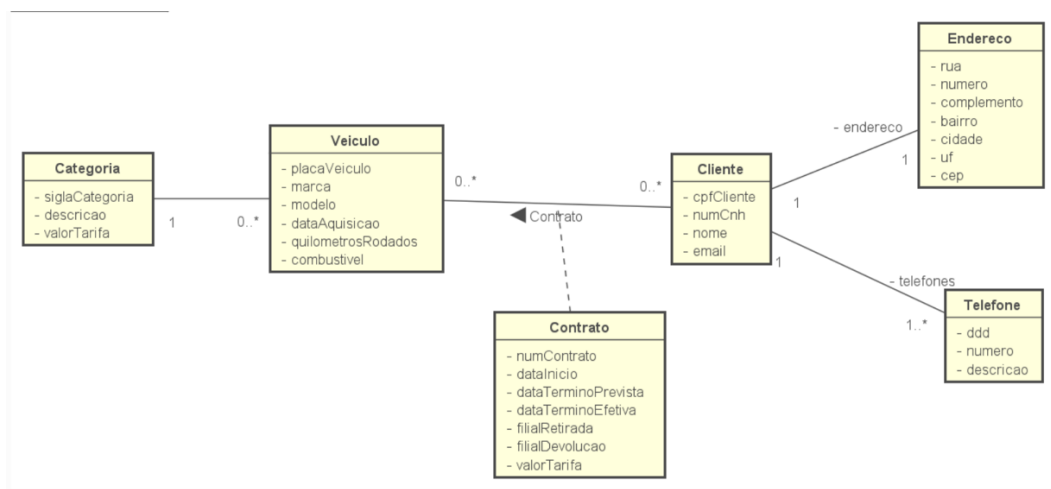 Categoria
- siglaCategoria
- descricao
- valorTarifa
1
0..*
Veiculo
- placaVeiculo
- marca
- modelo
- dataAquisicao
- quilometrosRodados
- combustivel
0..*
0..*
Contrato
Cliente
- cpfCliente
- numCnh
- nome
- email
- endereco
1
1
Endereco
- rua
- numero
- complemento
- bairro
- cidade
- uf
- cep
1
- telefones
1..*
Telefone
- ddd
- numero
- descricao
Contrato
- numContrato
- dataInicio
- dataTerminoPrevista
- dataTerminoEfetiva
- filialRetirada
- filialDevolucao
- valorTarifa